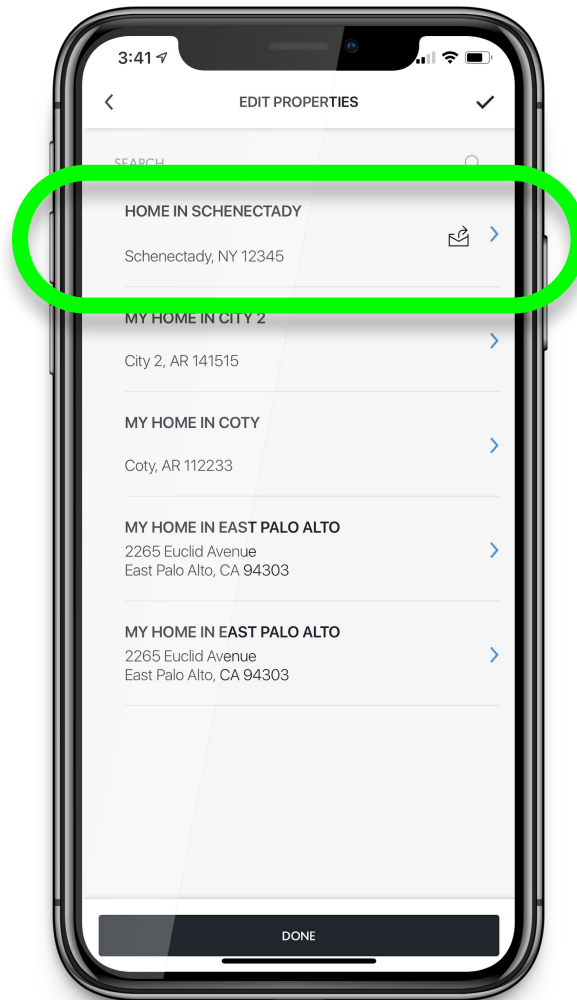 3:41
EDIT PROPERTIES
SEARCH
HOME IN SCHENECTADY
Schenectady, NY 12345
MY HOME IN CITY 2
City 2, AR 141515
MY HOME IN COTY
Coty, AR 112233
MY HOME IN EAST PALO ALTO
2265 Euclid Avenue
East Palo Alto, CA 94303
MY HOME IN EAST PALO ALTO
2265 Euclid Avenue
East Palo Alto, CA 94303
DONE